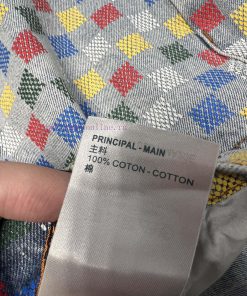 PRINCIPAL - MAIN
主料
100% COTON - COTTON
棉